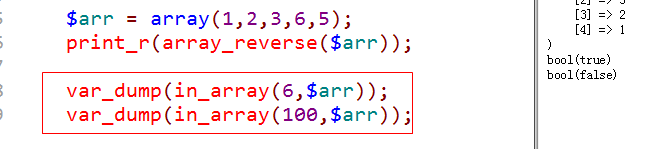 $arr = array(1,2,3,6,5);
print_r(array_reverse($arr));
var_dump(in_array(6,$arr));
var_dump(in_array(100,$arr));
[3] => 2
[4] => 1
)
bool(true)
bool(false)